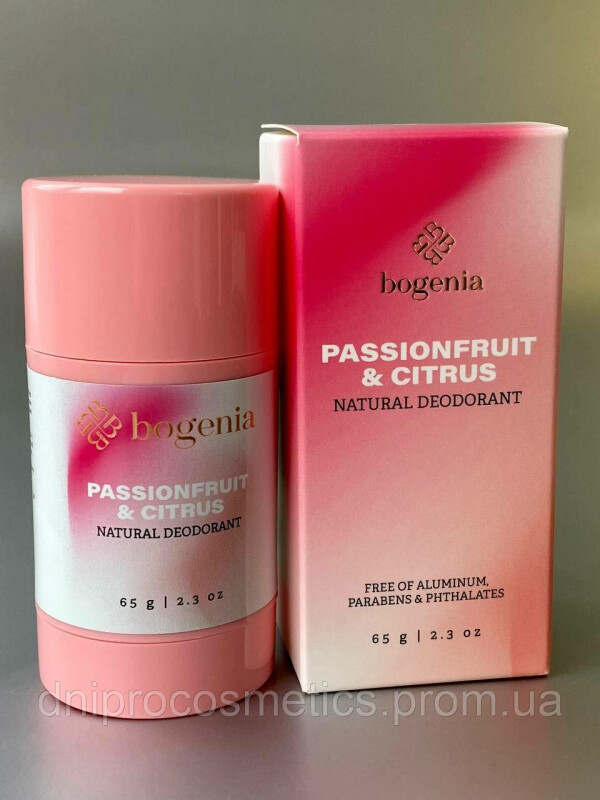 bogenia
PASSIONFRUIT
& CITRUS
NATURAL DEODORANT
65 g | 2.3 oz
bogenia
PASSIONFRUIT
& CITRUS
NATURAL DEODORANT
FREE OF ALUMINUM,
PARABENS & PHTHALATES
65 g | 2.3 oz
dniprocosmetics.prom.ua